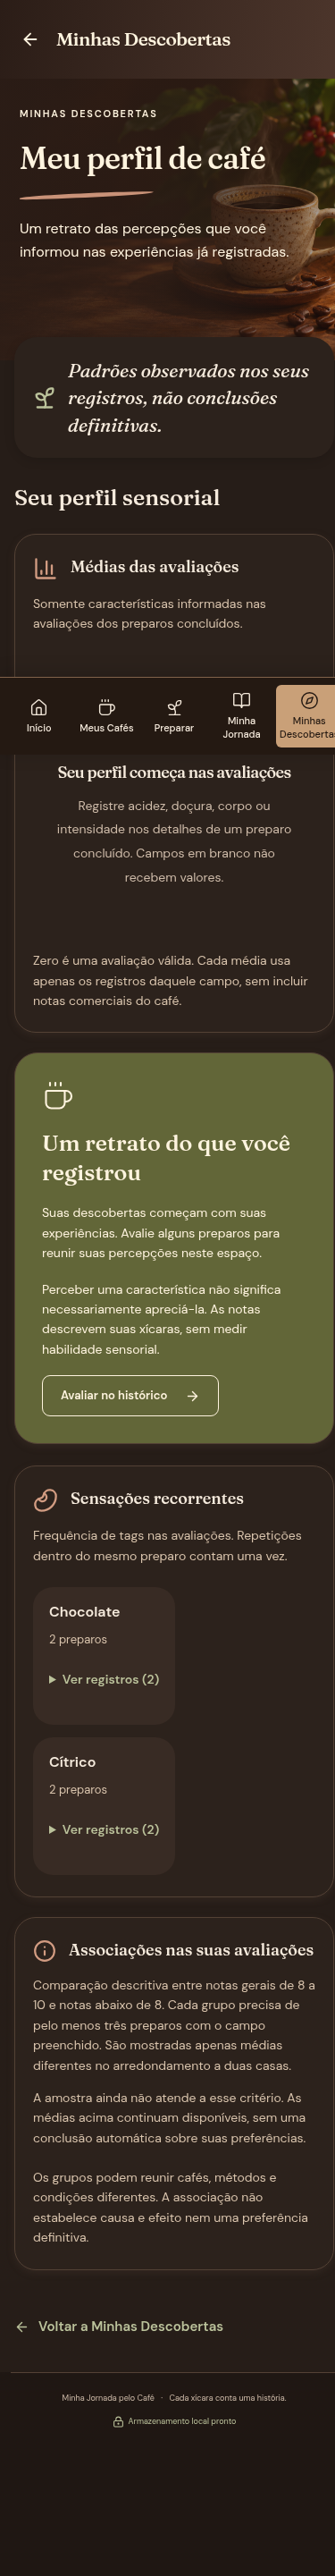 Minhas Descobertas
MINHAS DESCOBERTAS
Meu perfil de café
Um retrato das percepções que você
informou nas experiências já registradas.
Padrões observados nos seus
registros, não conclusões
definitivas.
Seu perfil sensorial
Médias das avaliações
Somente características informadas nas
avaliações dos preparos concluídos.
Início
Meus Cafés
Preparar
Minha
Jornada
Minhas
Descobertas
Seu perfil começa nas avaliações
Registre acidez, doçura, corpo ou
intensidade nos detalhes de um preparo
concluído. Campos em branco não
recebem valores.
Zero é uma avaliação válida. Cada média usa
apenas os registros daquele campo, sem incluir
notas comerciais do café.
Um retrato do que você
registrou
Suas descobertas começam com suas
experiências. Avalie alguns preparos para
reunir suas percepções neste espaço.
Perceber uma característica não significa
necessariamente apreciá-la. As notas
descrevem suas xícaras, sem medir
habilidade sensorial.
Avaliar no histórico
Sensações recorrentes
Frequência de tags nas avaliações. Repetições
dentro do mesmo preparo contam uma vez.
Chocolate
2 preparos
Ver registros (2)
Cítrico
2 preparos
Ver registros (2)
Associações nas suas avaliações
Comparação descritiva entre notas gerais de 8 a
10 e notas abaixo de 8. Cada grupo precisa de
pelo menos três preparos com o campo
preenchido. São mostradas apenas médias
diferentes no arredondamento a duas casas.
A amostra ainda não atende a esse critério. As
médias acima continuam disponíveis, sem uma
conclusão automática sobre suas preferências.
Os grupos podem reunir cafés, métodos e
condições diferentes. A associação não
estabelece causa e efeito nem uma preferência
definitiva.
Voltar a Minhas Descobertas
Minha Jornada pelo Café · Cada xícara conta uma história.
Armazenamento local pronto